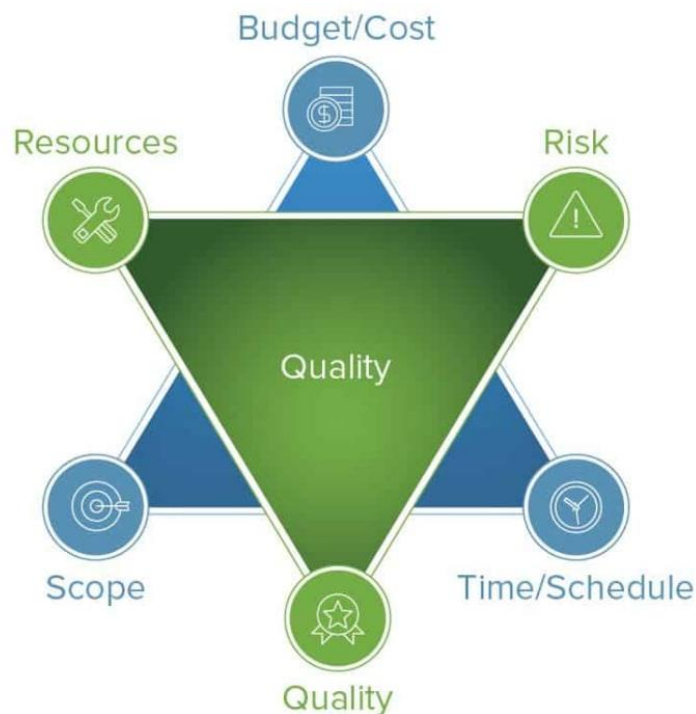 Budget/Cost
Resources
Risk
$
!
Quality
Scope
Time/Schedule
Quality